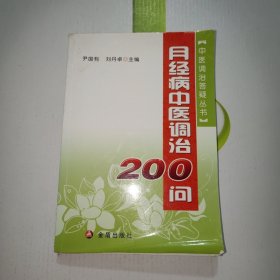 尹国有 刘丹卓◎主编
【中医调治答疑丛书】
月经病中医调治
200
问
金盾出版社